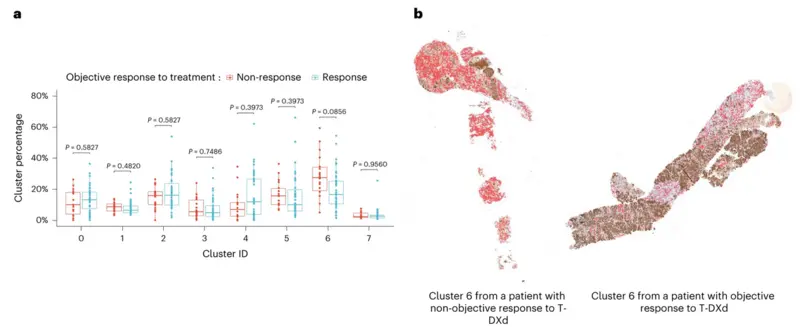 a
b
Objective response to treatment : Non-response Response
80%
60%
40%
20%
0%
Cluster percentage
P = 0.5827
P = 0.4820
P = 0.5827
P = 0.7486
P = 0.3973
P = 0.3973
P = 0.0856
P = 0.9560
0 1 2 3 4 5 6 7
Cluster ID
Cluster 6 from a patient with
non-objective response to T-
DXd
Cluster 6 from a patient with objective
response to T-DXd